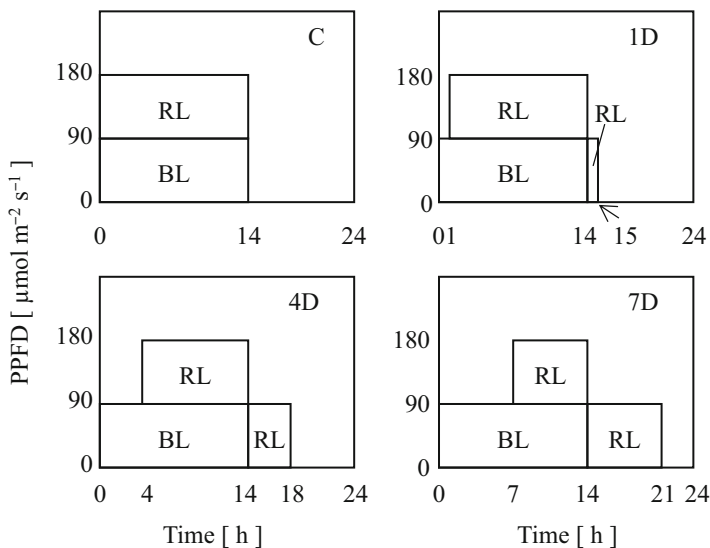 C
180
RL
90
BL
0
0 14 24
1D
180
RL
RL
90
BL
0
01 14 15 24
PPFD [ µmol m⁻² s⁻¹ ]
4D
180
RL
90
BL RL
0
0 4 14 18 24
Time [ h ]
7D
180
RL
90
BL RL
0
0 7 14 21 24
Time [ h ]